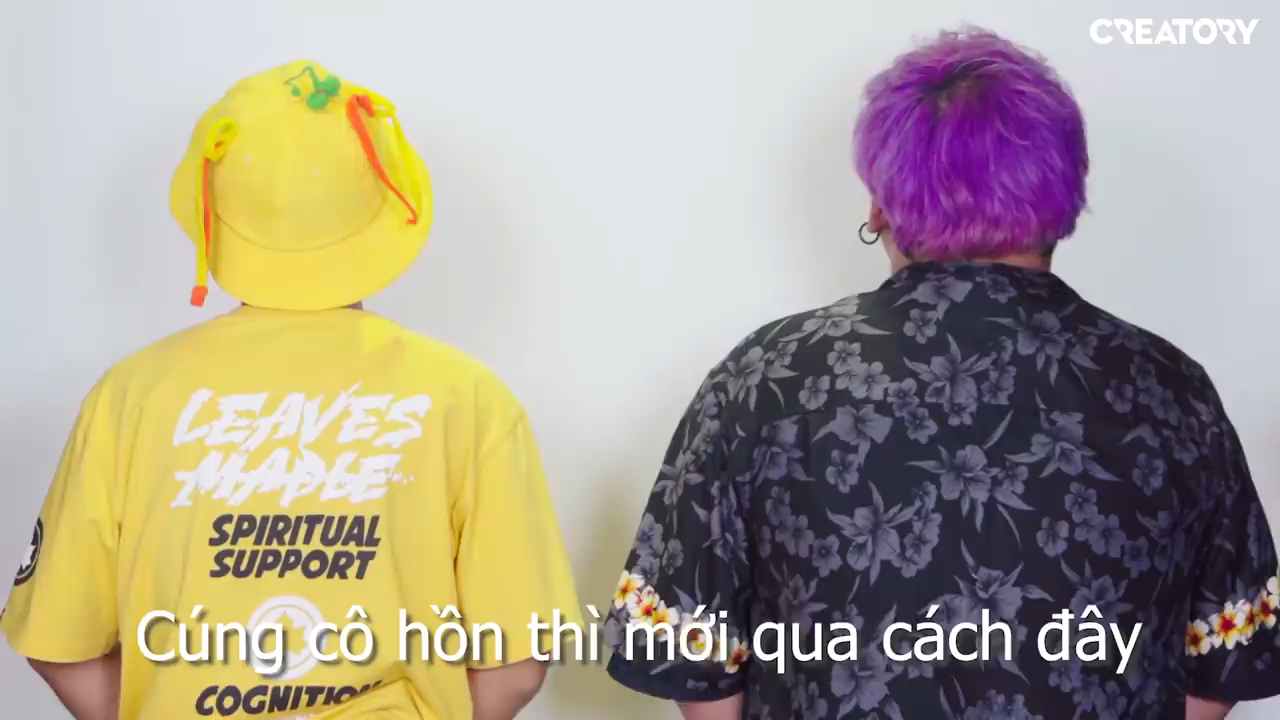 CREATORY
LEAVES
MAPLE
SPIRITUAL
SUPPORT
Cúng cô hồn thì mới qua cách đây